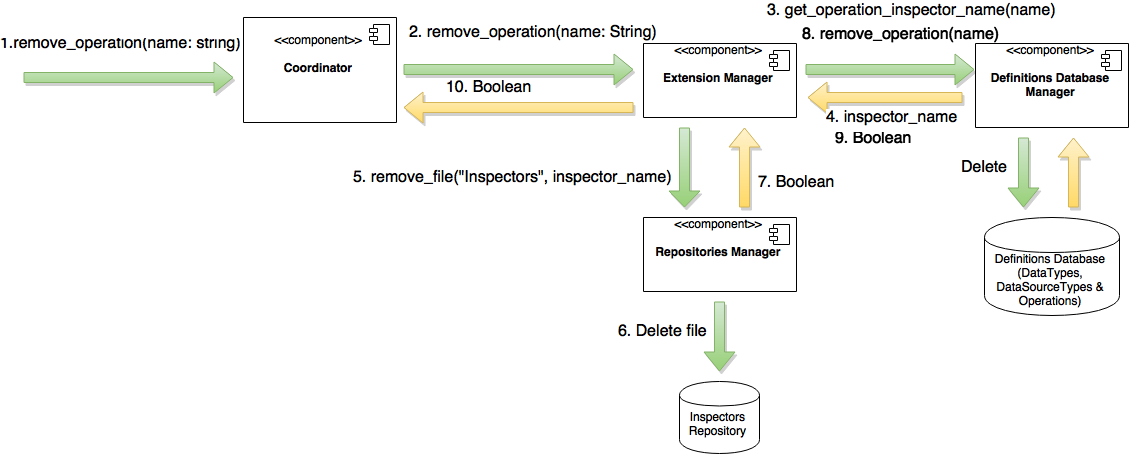 1.remove_operation(name: string)
<<component>>
Coordinator
2. remove_operation(name: String)
10. Boolean
<<component>>
Extension Manager
3. get_operation_inspector_name(name)
8. remove_operation(name)
4. inspector_name
9. Boolean
<<component>>
Definitions Database
Manager
5. remove_file("Inspectors", inspector_name)
7. Boolean
Delete
<<component>>
Repositories Manager
Definitions Database
(DataTypes,
DataSourceTypes &
Operations)
6. Delete file
Inspectors
Repository